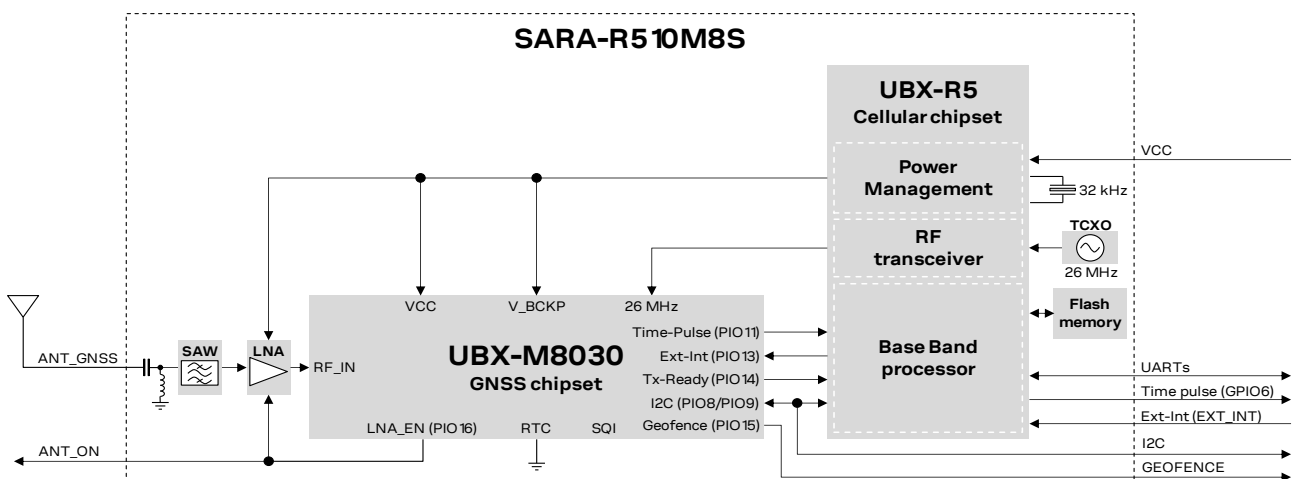 SARA-R510M8S
UBX-R5
Cellular chipset
VCC
Power
Management
32 kHz
TCXO
RF
transceiver
26 MHz
VCC
V_BCKP
26 MHz
Flash
memory
Time-Pulse (PIO11)
SAW
LNA
ANT_GNSS
RF_IN
UBX-M8030
GNSS chipset
Ext-Int (PIO13)
Base Band
processor
Tx-Ready (PIO14)
UARTs
I2C (PIO8/PIO9)
Time pulse (GPIO6)
LNA_EN (PIO16)
RTC
SQI
Geofence (PIO15)
Ext-Int (EXT_INT)
ANT_ON
I2C
GEOFENCE